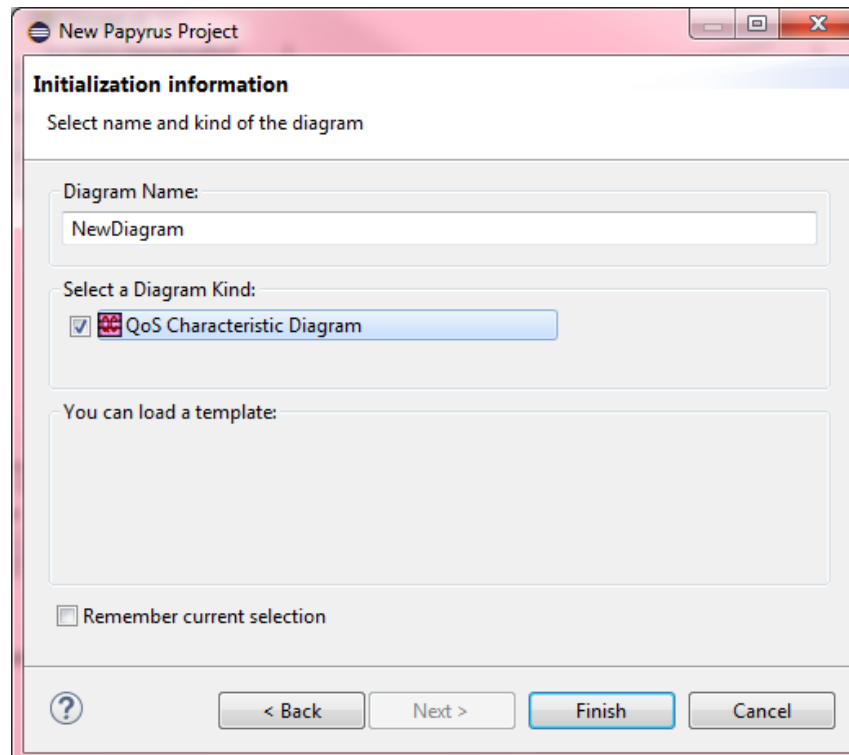 New Papyrus Project
Initialization information
Select name and kind of the diagram
Diagram Name:
NewDiagram
Select a Diagram Kind:
QoS Characteristic Diagram
You can load a template:
Remember current selection
? < Back Next > Finish Cancel